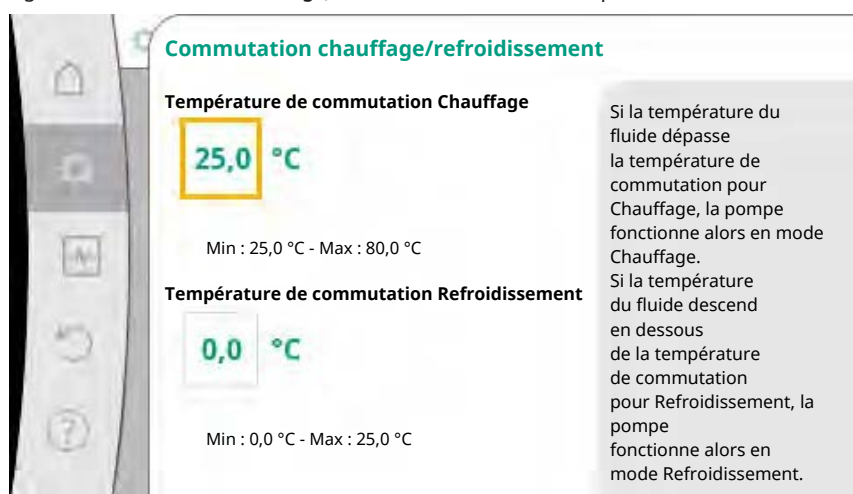 Commutation chauffage/refroidissement
Température de commutation Chauffage
25,0 °C
Min : 25,0 °C - Max : 80,0 °C
Température de commutation Refroidissement
0,0 °C
Min : 0,0 °C - Max : 25,0 °C
Si la température du
fluide dépasse
la température de
commutation pour
Chauffage, la pompe
fonctionne alors en mode
Chauffage.
Si la température
du fluide descend
en dessous
de la température
de commutation
pour Refroidissement, la
pompe
fonctionne alors en
mode Refroidissement.